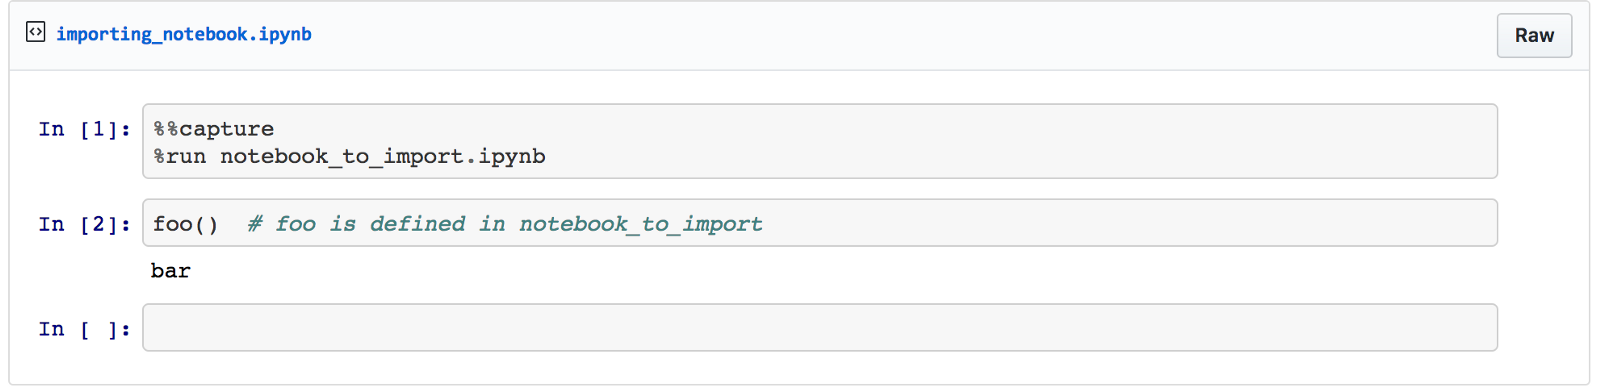 importing_notebook.ipynb
Raw
In [1]: %%capture
%run notebook_to_import.ipynb
In [2]: foo()  # foo is defined in notebook_to_import
bar
In [ ]: